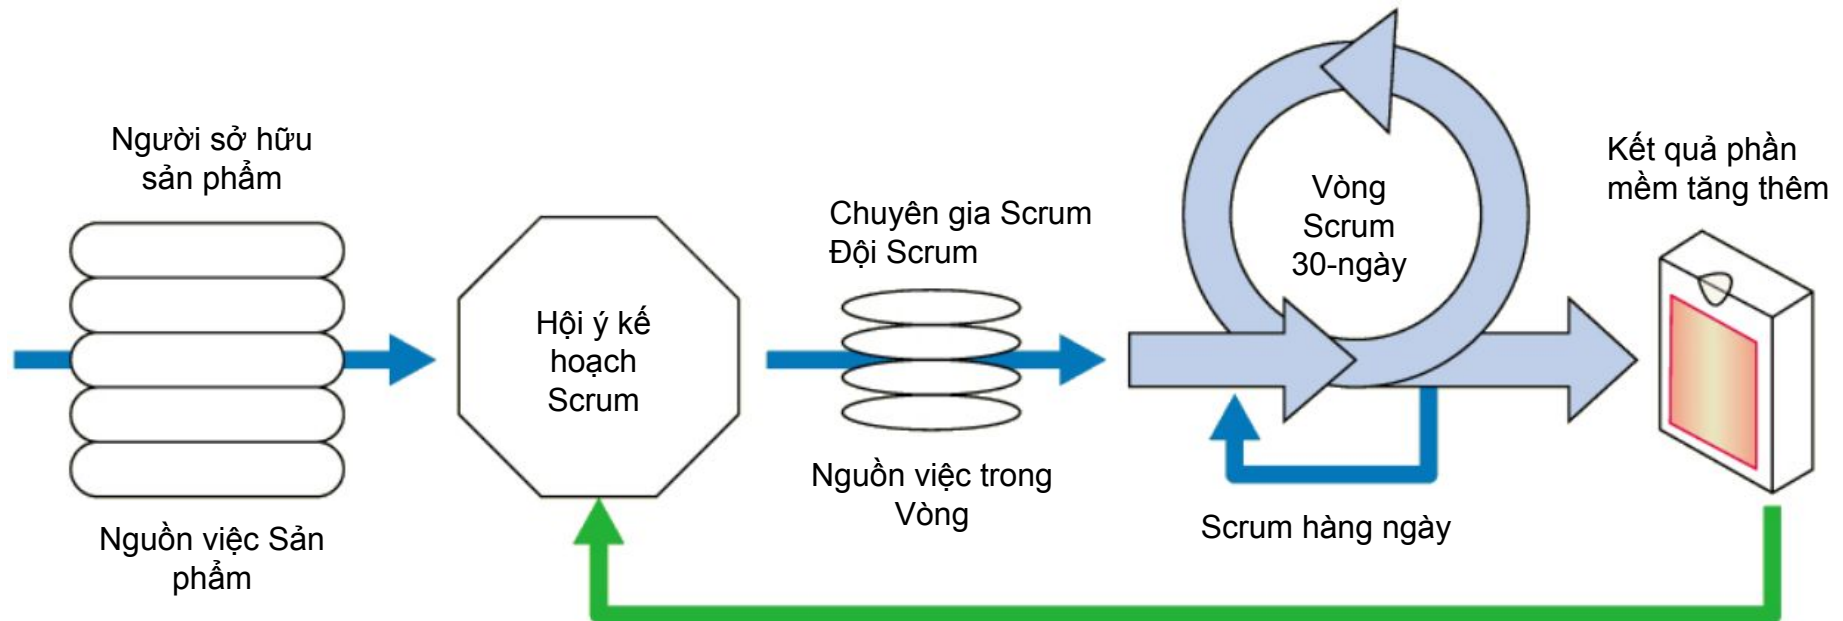 Người sở hữu
sản phẩm
Nguồn việc Sản
phẩm
Hội ý kế
hoạch
Scrum
Chuyên gia Scrum
Đội Scrum
Nguồn việc trong
Vòng
Vòng
Scrum
30-ngày
Scrum hàng ngày
Kết quả phần
mềm tăng thêm